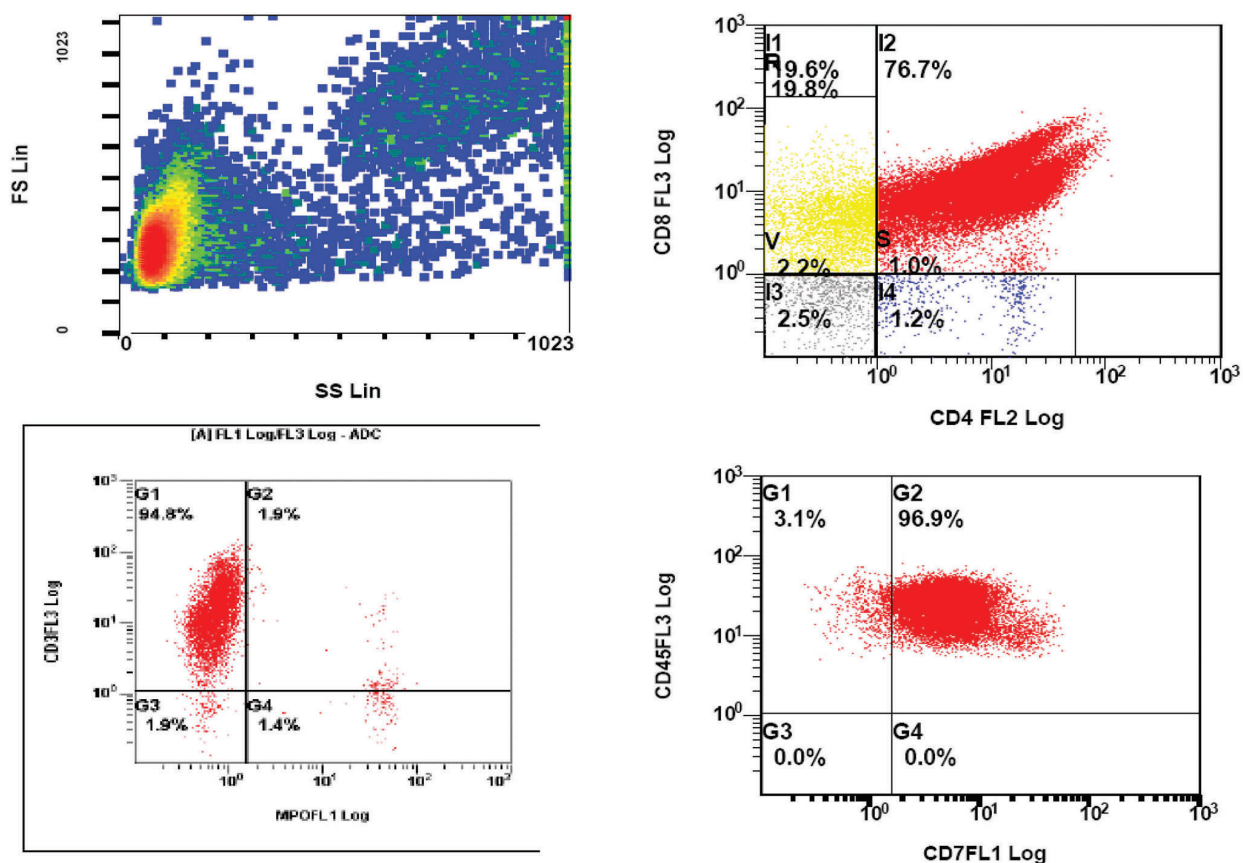 1023
FS Lin
0
0
1023
SS Lin
10³
10²
10¹
10⁰
CD8 FL3 Log
I1
R
19.6%
19.8%
I2
76.7%
V
2.2%
S
1.0%
I3
2.5%
I4
1.2%
10⁰
10¹
10²
10³
CD4 FL2 Log
[A] FL1 Log/FL3 Log - ADC
10³
10²
10¹
10⁰
CD3FL3 Log
G1
94.8%
G2
1.9%
G3
1.9%
G4
1.4%
10⁰
10¹
10²
10³
MPOFL1 Log
10³
10²
10¹
10⁰
CD45FL3 Log
G1
3.1%
G2
96.9%
G3
0.0%
G4
0.0%
10⁰
10¹
10²
10³
CD7FL1 Log